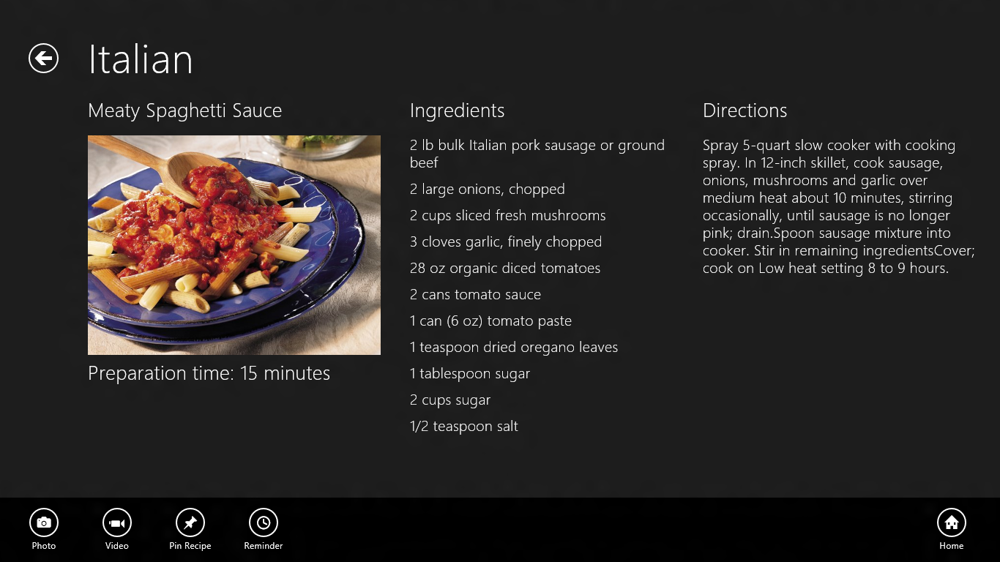 Italian
Meaty Spaghetti Sauce
Preparation time: 15 minutes
Ingredients
2 lb bulk Italian pork sausage or ground
beef
2 large onions, chopped
2 cups sliced fresh mushrooms
3 cloves garlic, finely chopped
28 oz organic diced tomatoes
2 cans tomato sauce
1 can (6 oz) tomato paste
1 teaspoon dried oregano leaves
1 tablespoon sugar
2 cups sugar
1/2 teaspoon salt
Directions
Spray 5-quart slow cooker with cooking
spray. In 12-inch skillet, cook sausage,
onions, mushrooms and garlic over
medium heat about 10 minutes, stirring
occasionally, until sausage is no longer
pink; drain.Spoon sausage mixture into
cooker. Stir in remaining ingredientsCover;
cook on Low heat setting 8 to 9 hours.
Photo
Video
Pin Recipe
Reminder
Home